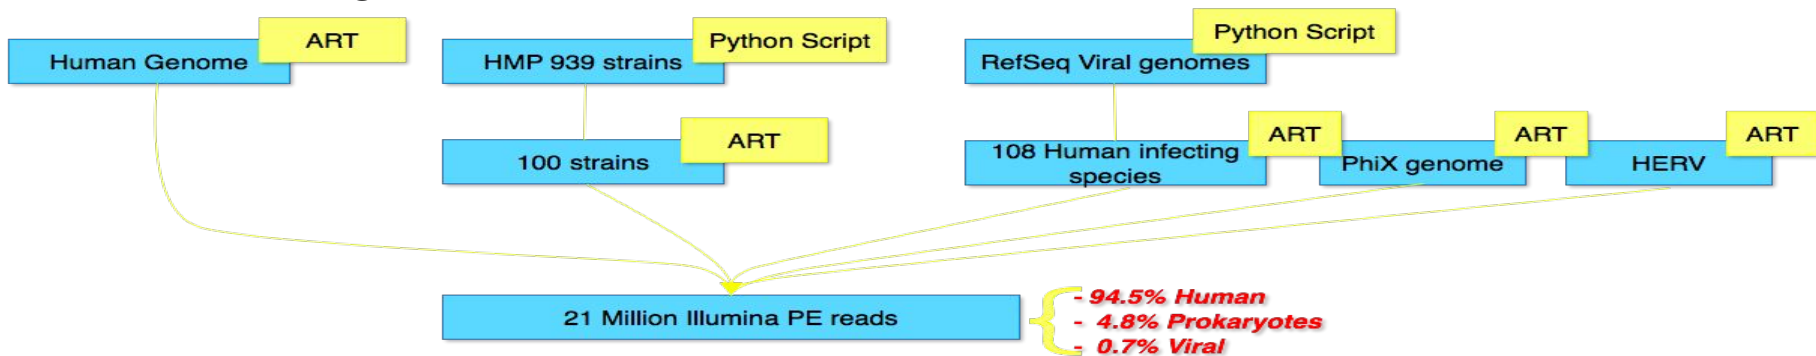 ART
Human Genome
Python Script
HMP 939 strains
Python Script
RefSeq Viral genomes
ART
100 strains
ART
108 Human infecting
species
ART
PhiX genome
ART
HERV
21 Million Illumina PE reads
- 94.5% Human
- 4.8% Prokaryotes
- 0.7% Viral